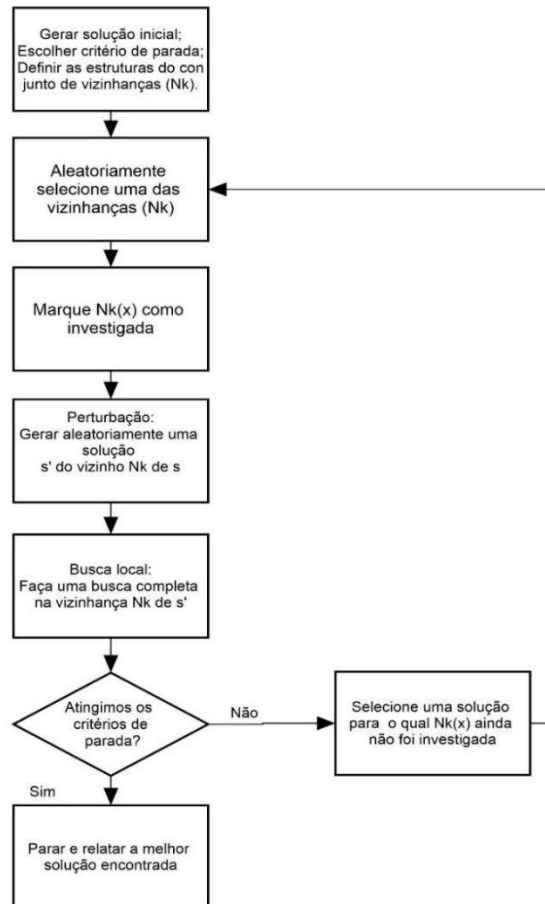 Gerar solução inicial;
Escolher critério de parada;
Definir as estruturas do con
junto de vizinhanças (Nk).
Aleatoriamente
selecione uma das
vizinhanças (Nk)
Marque Nk(x) como
investigada
Perturbação:
Gerar aleatoriamente uma
solução
s' do vizinho Nk de s
Busca local:
Faça uma busca completa
na vizinhança Nk de s'
Atingimos os
critérios de
parada?
Não
Selecione uma solução
para o qual Nk(x) ainda
não foi investigada
Sim
Parar e relatar a melhor
solução encontrada